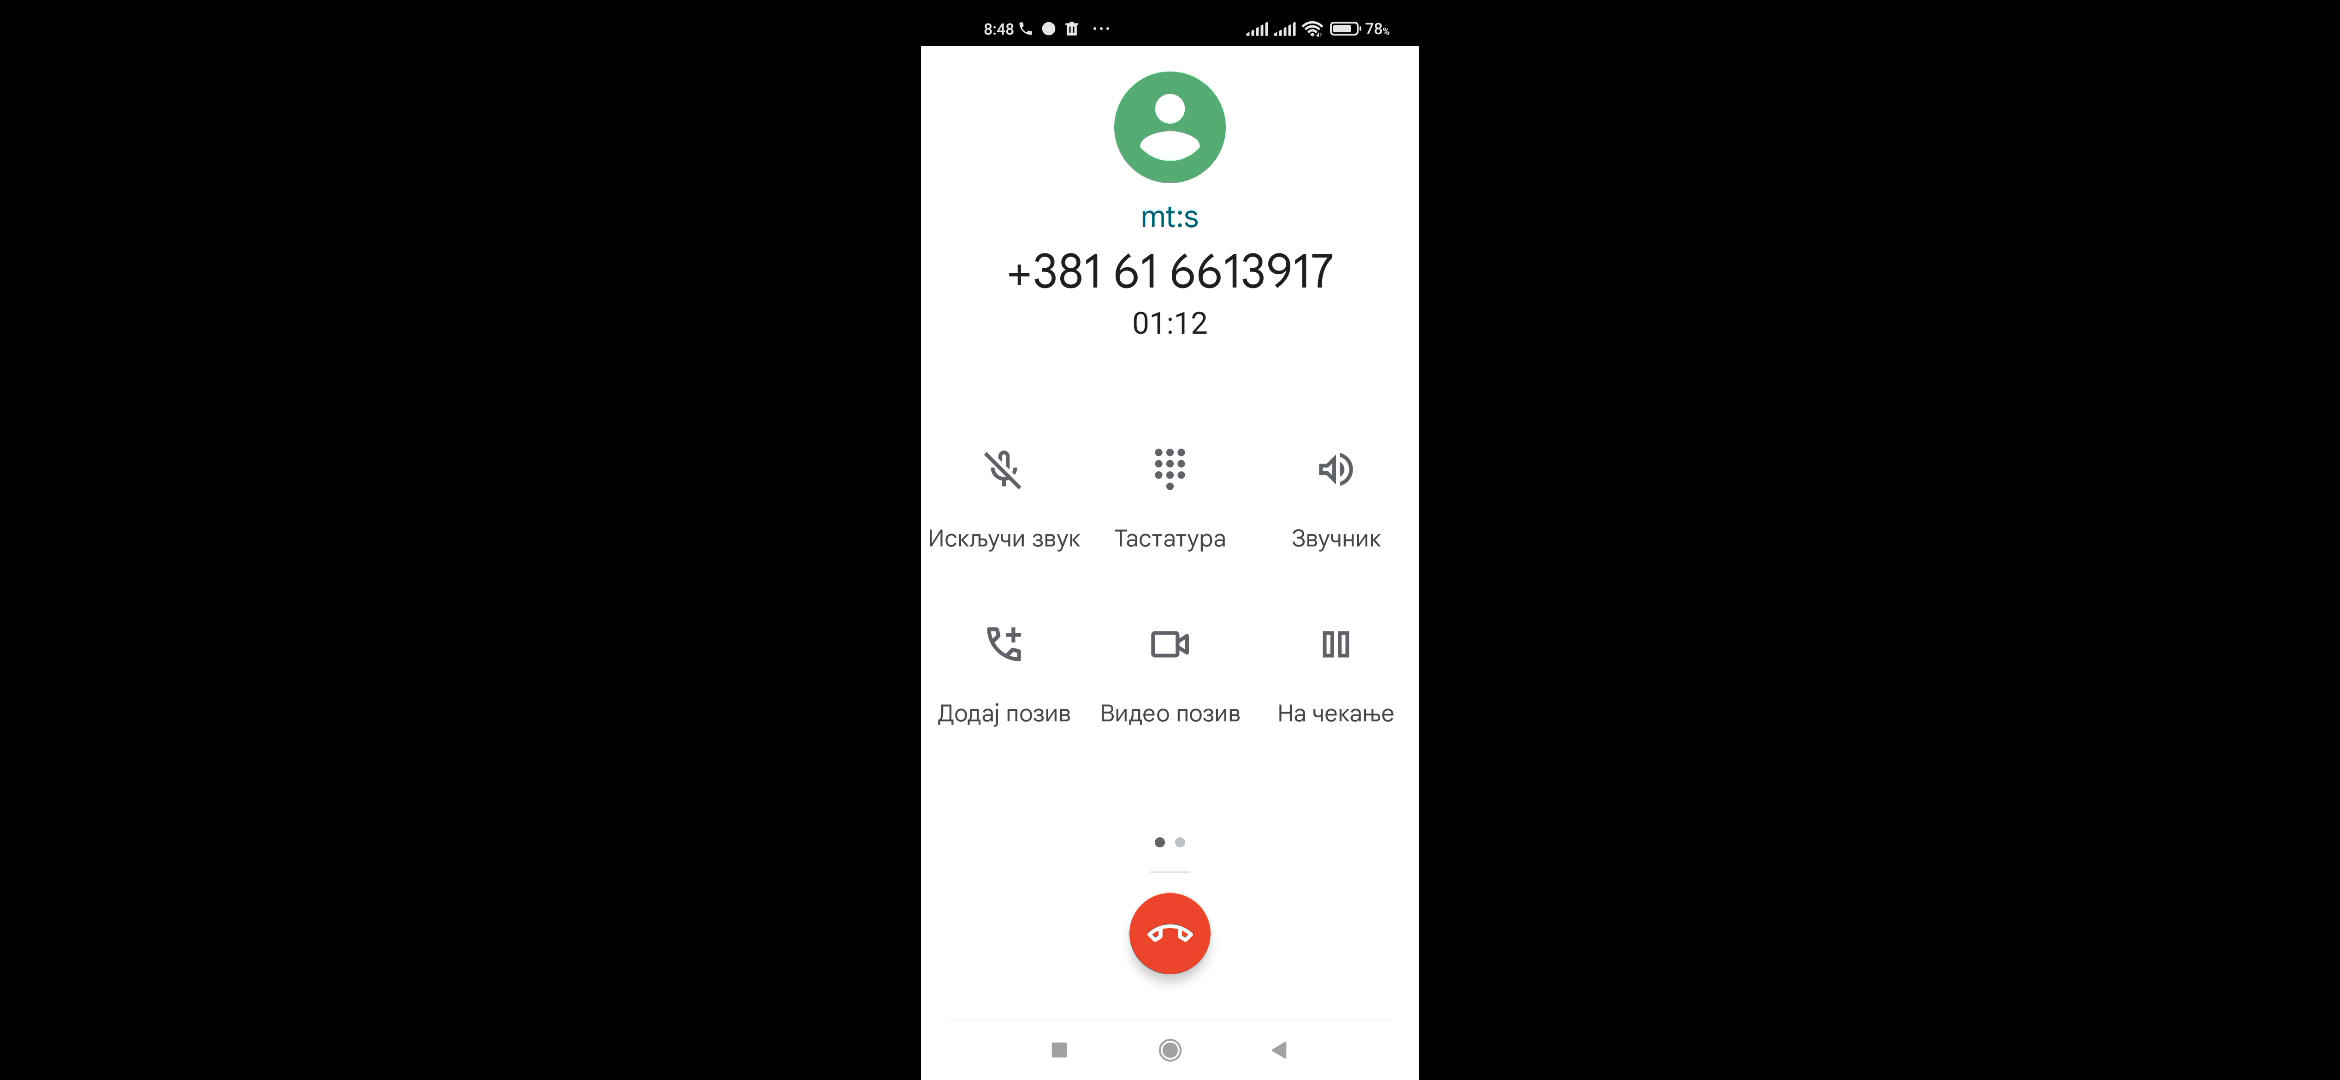 8:48
78%
mt:s
+381 61 6613917
01:12
Искључи звук Тастатура Звучник
Додај позив Видео позив На чекање